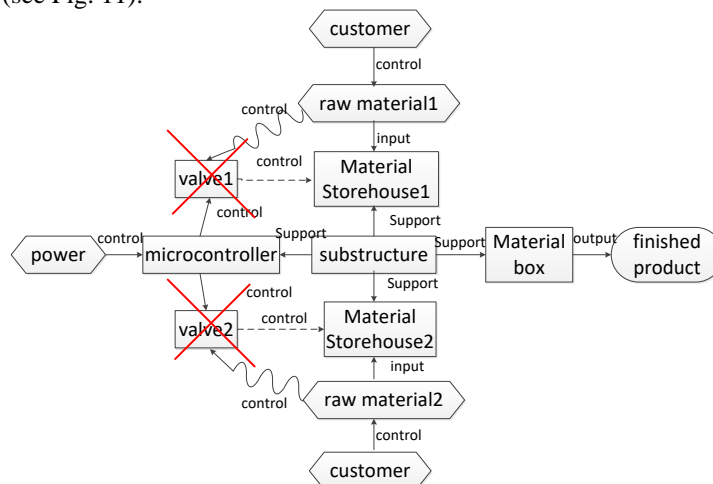 (see Fig. 11).
customer
control
raw material1
control
input
control
Material
Storehouse1
valve1
control
Support
control
Support
Support
output
power
microcontroller
substructure
Material
box
finished
product
Support
control
control
valve2
Material
Storehouse2
input
control
raw material2
control
customer